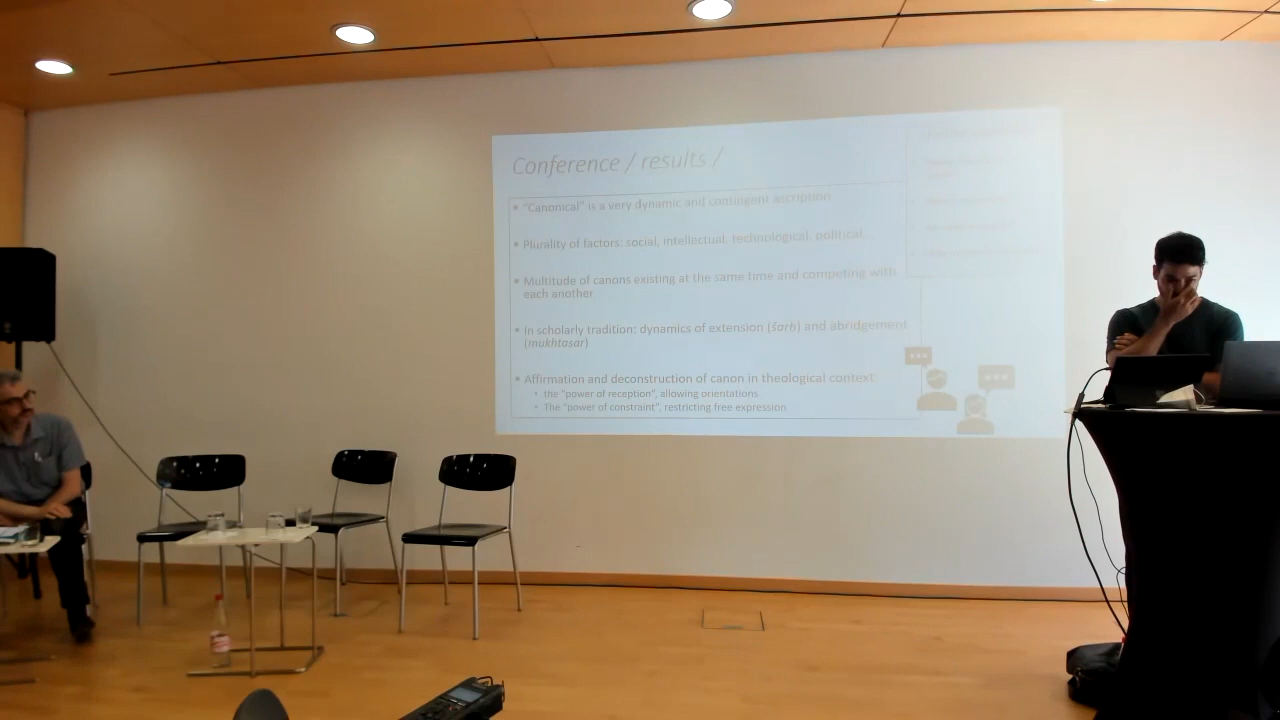 Conference / results /
• "Canonical" is a very dynamic and contingent ascription
• Plurality of factors: social, intellectual, technological, political...
• Multitude of canons existing at the same time and competing with
each another
• In scholarly tradition: dynamics of extension (šarḥ) and abridgement
(mukhtasar)
• Affirmation and deconstruction of canon in theological context:
• the "power of reception", allowing orientations
• The "power of constraint", restricting free expression